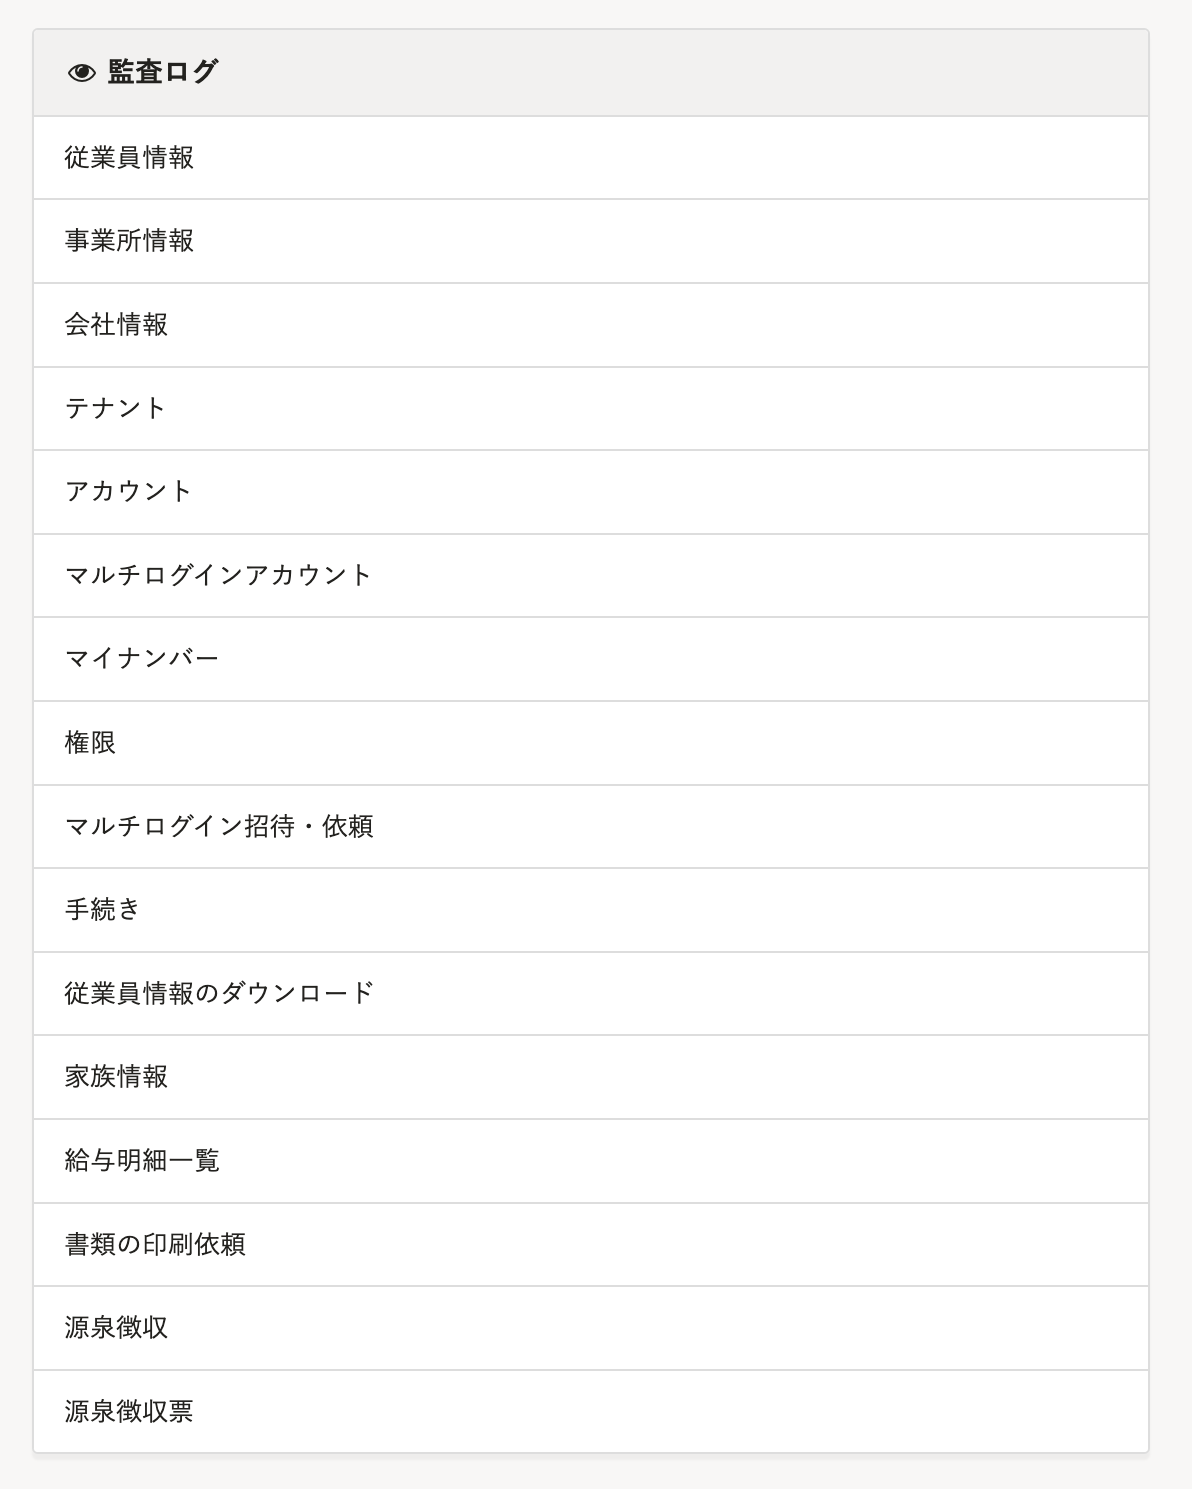 監査ログ
従業員情報
事業所情報
会社情報
テナント
アカウント
マルチログインアカウント
マイナンバー
権限
マルチログイン招待・依頼
手続き
従業員情報のダウンロード
家族情報
給与明細一覧
書類の印刷依頼
源泉徴収
源泉徴収票